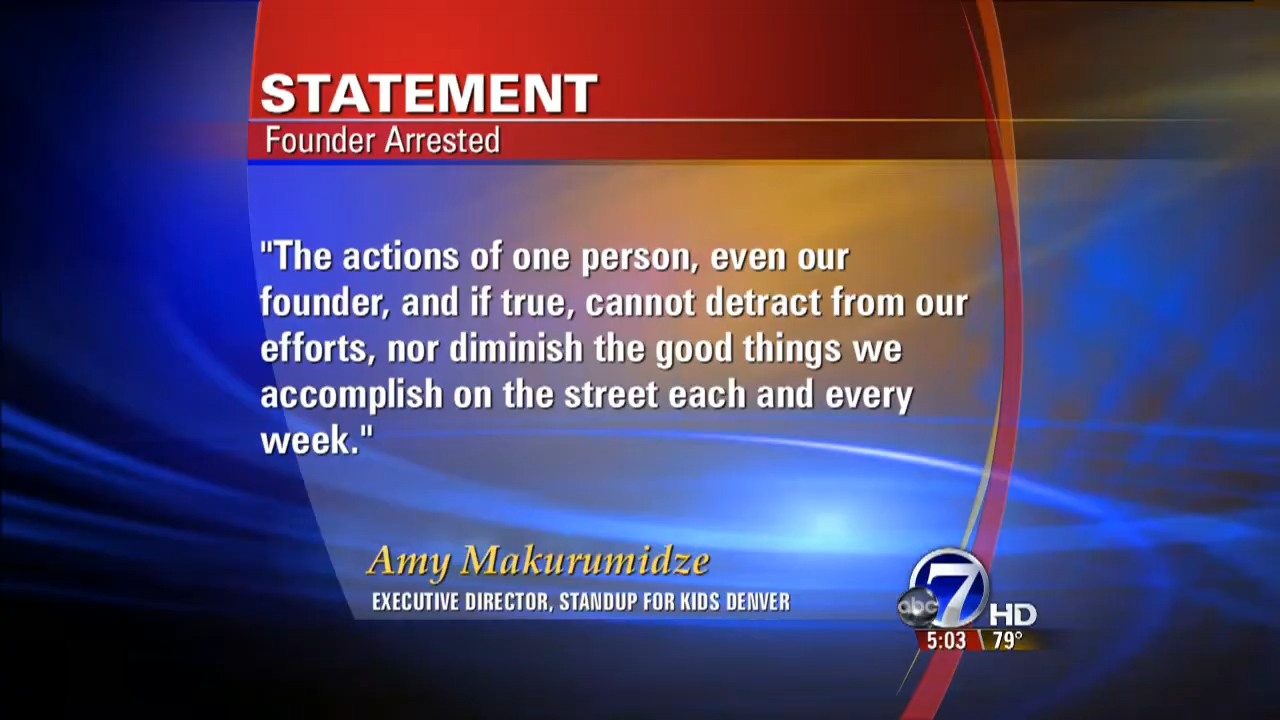 STATEMENT
Founder Arrested
"The actions of one person, even our
founder, and if true, cannot detract from our
efforts, nor diminish the good things we
accomplish on the street each and every
week."
Amy Makurumidze
EXECUTIVE DIRECTOR, STANDUP FOR KIDS DENVER
abc 7 HD
5:03 79°